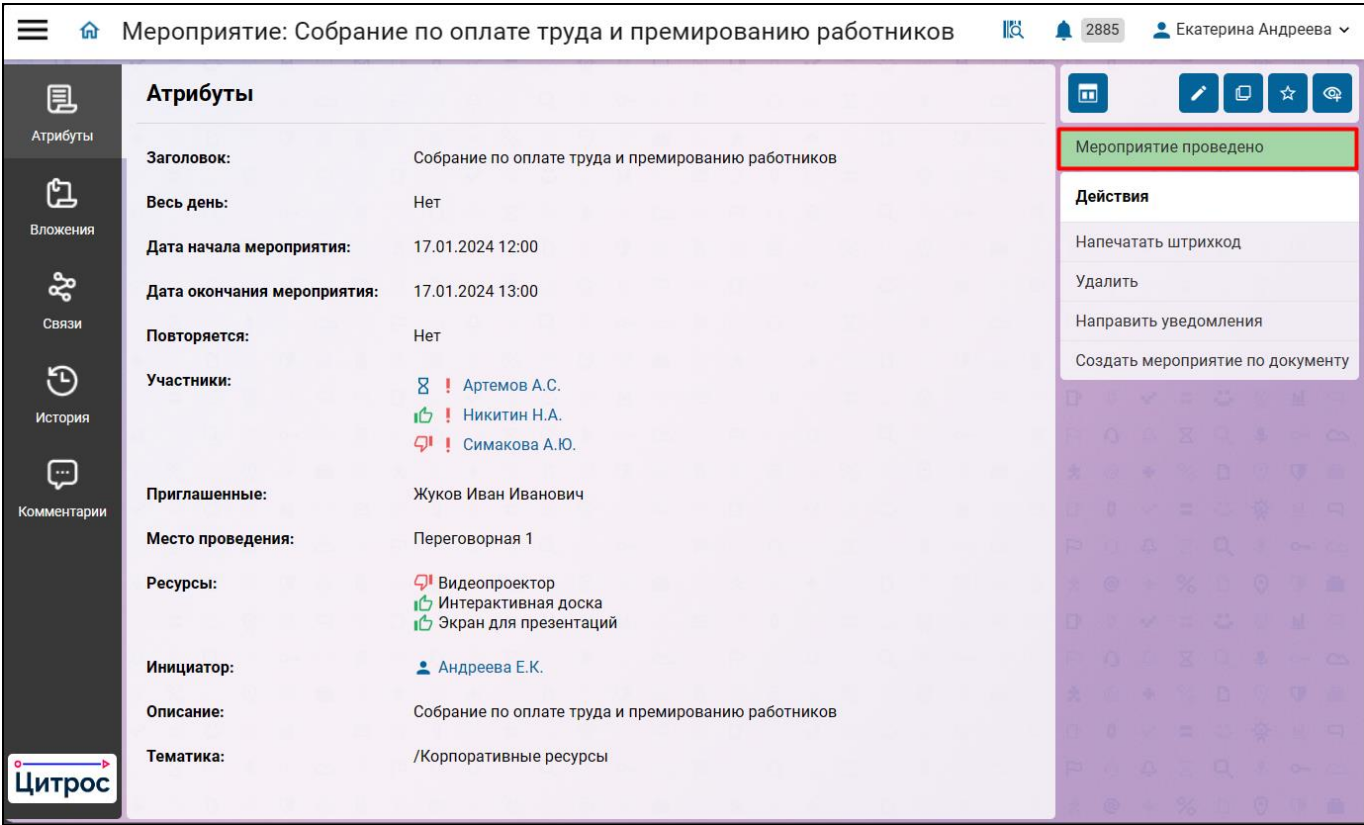 Мероприятие: Собрание по оплате труда и премированию работников
2885
Екатерина Андреева
Атрибуты
Вложения
Связи
История
Комментарии
Цитрос
Атрибуты
Заголовок: Собрание по оплате труда и премированию работников
Весь день: Нет
Дата начала мероприятия: 17.01.2024 12:00
Дата окончания мероприятия: 17.01.2024 13:00
Повторяется: Нет
Участники: Артемов А.С.
Никитин Н.А.
Симакова А.Ю.
Приглашенные: Жуков Иван Иванович
Место проведения: Переговорная 1
Ресурсы: Видеопроектор
Интерактивная доска
Экран для презентаций
Инициатор: Андреева Е.К.
Описание: Собрание по оплате труда и премированию работников
Тематика: /Корпоративные ресурсы
Мероприятие проведено
Действия
Напечатать штрихкод
Удалить
Направить уведомления
Создать мероприятие по документу